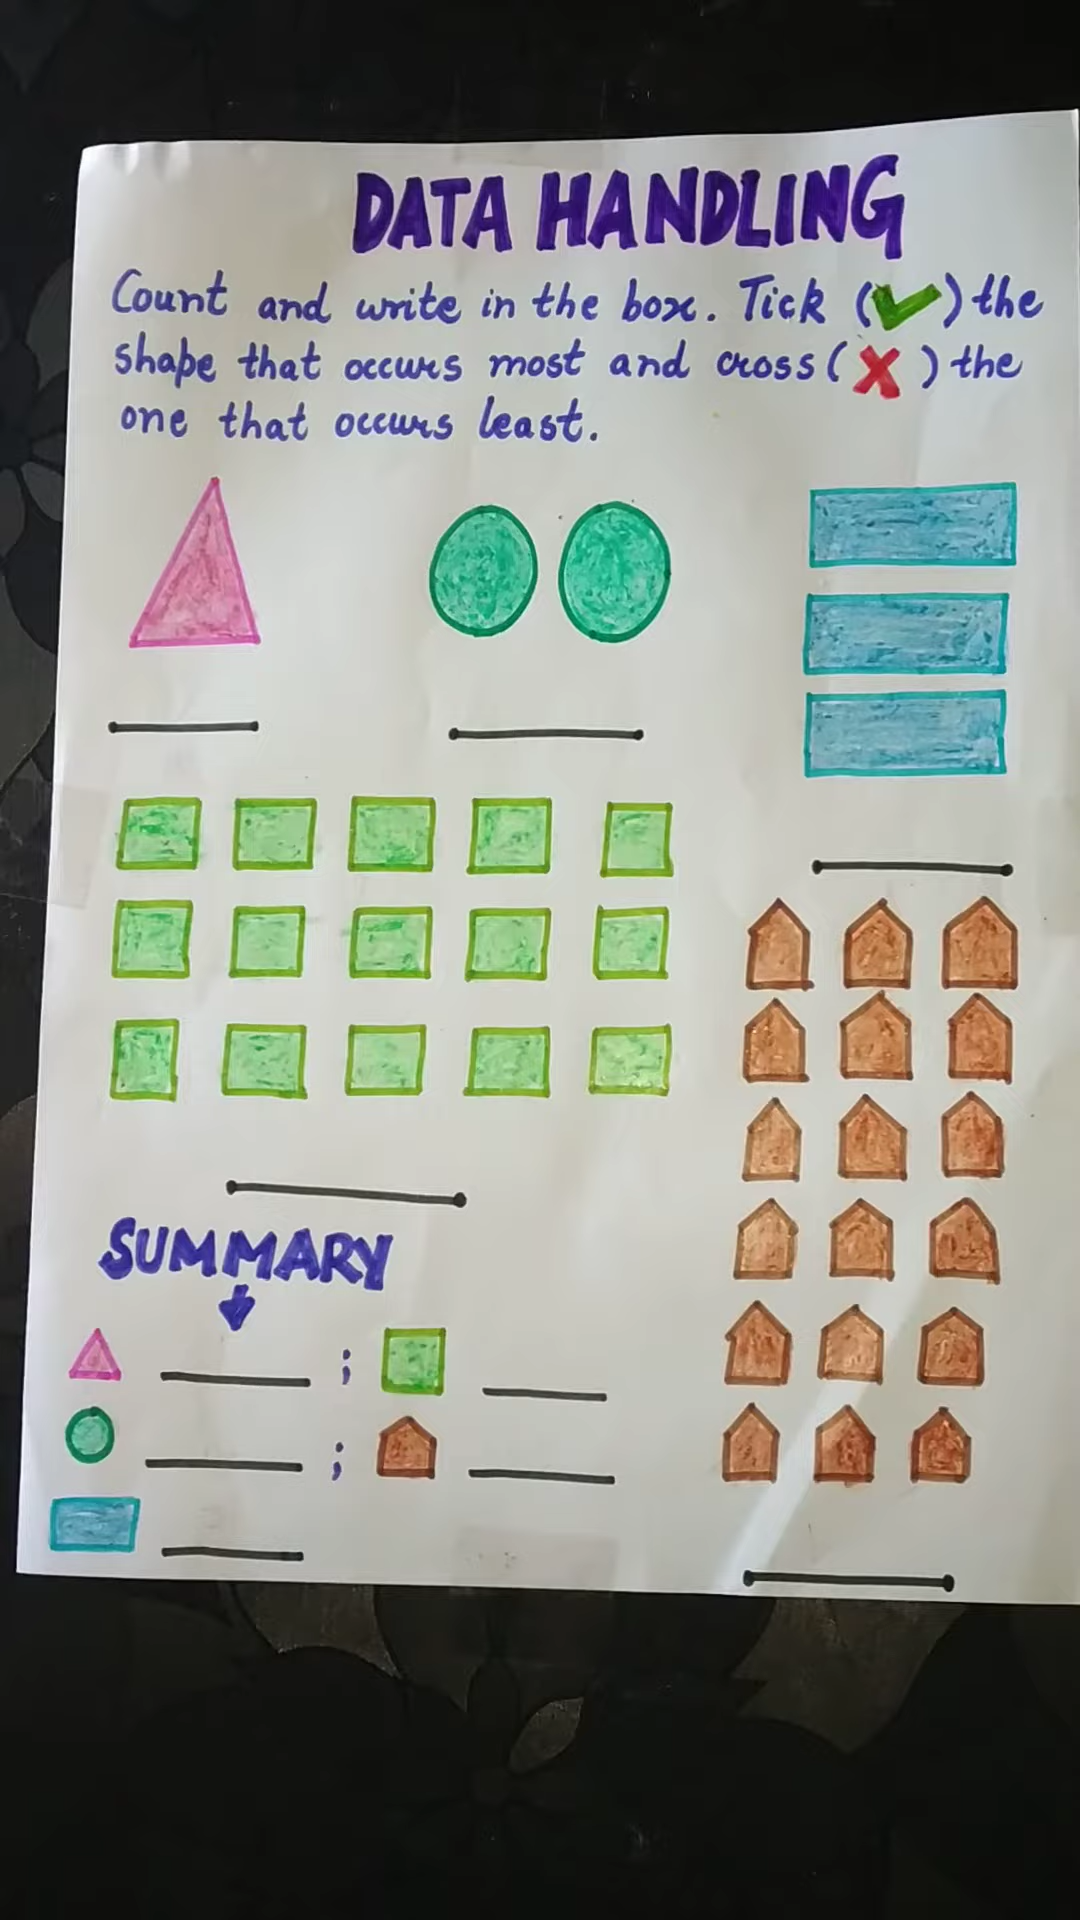 DATA HANDLING
Count and write in the box. Tick (✓) the
shape that occurs most and cross (X) the
one that occurs least.
SUMMARY
;
;